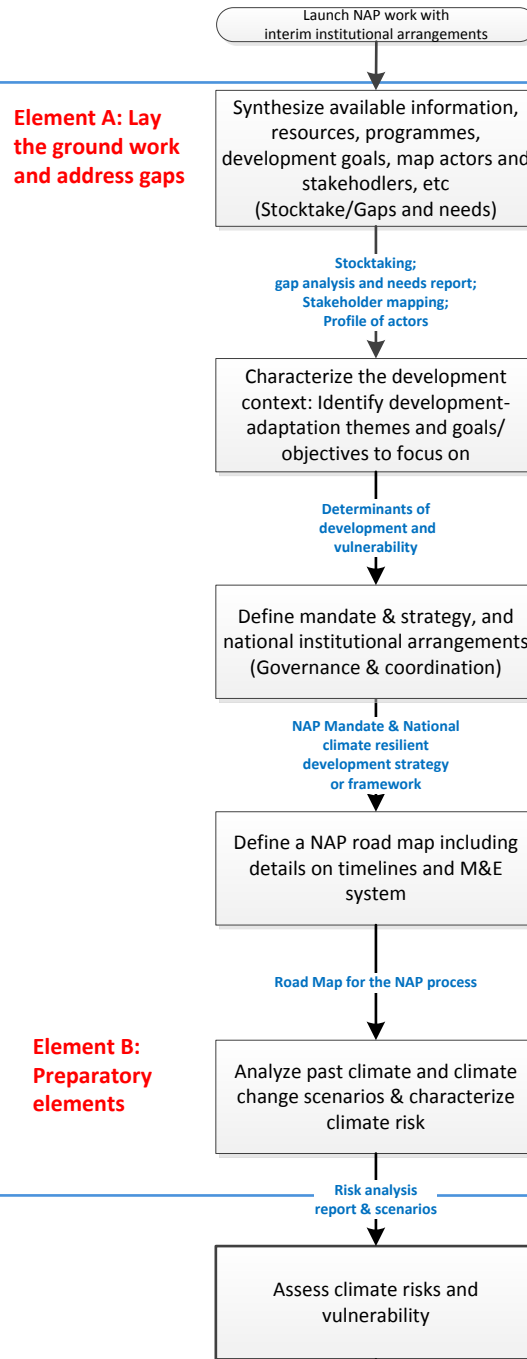 Launch NAP work with
interim institutional arrangements
Element A: Lay
the ground work
and address gaps
Synthesize available information,
resources, programmes,
development goals, map actors and
stakehodlers, etc
(Stocktake/Gaps and needs)
Stocktaking;
gap analysis and needs report;
Stakeholder mapping;
Profile of actors
Characterize the development
context: Identify development-
adaptation themes and goals/
objectives to focus on
Determinants of
development and
vulnerability
Define mandate & strategy, and
national institutional arrangements
(Governance & coordination)
NAP Mandate & National
climate resilient
development strategy
or framework
Define a NAP road map including
details on timelines and M&E
system
Road Map for the NAP process
Element B:
Preparatory
elements
Analyze past climate and climate
change scenarios & characterize
climate risk
Risk analysis
report & scenarios
Assess climate risks and
vulnerability